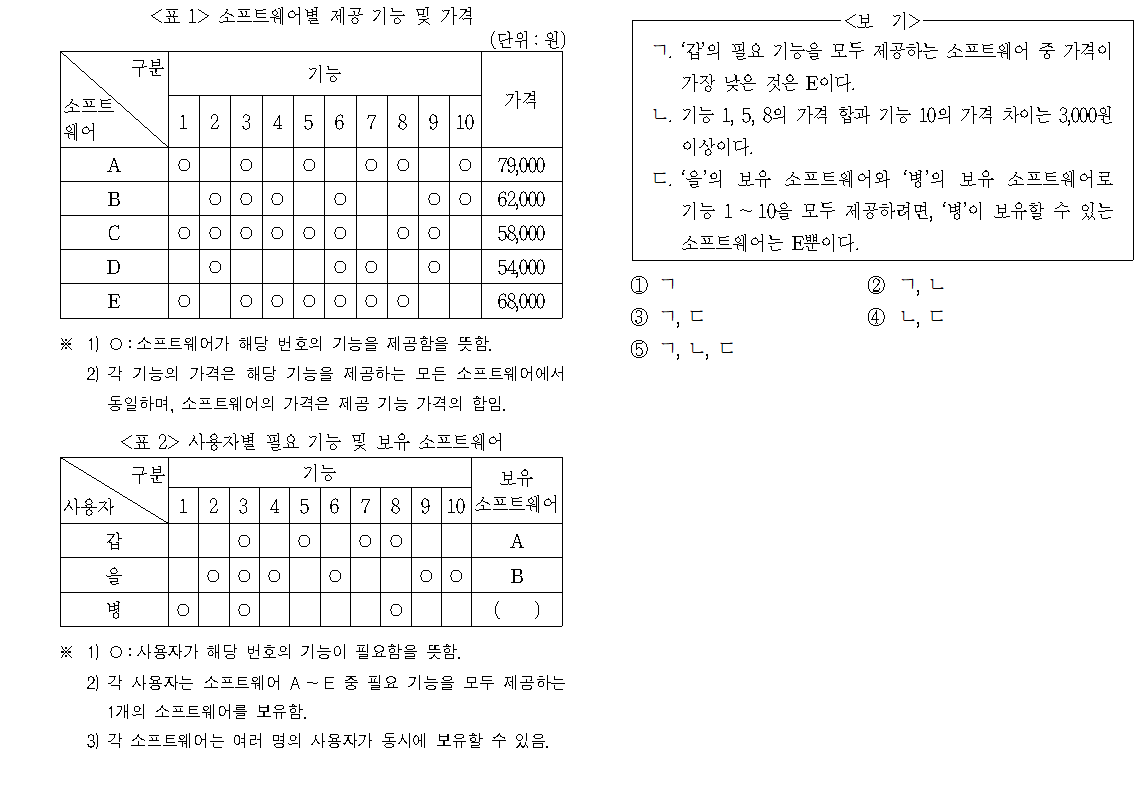 <표 1> 소프트웨어별 제공 기능 및 가격
(단위 : 원)
구분 기능 가격
소프트웨어 1 2 3 4 5 6 7 8 9 10
A ○ ○ ○ ○ ○ ○ 79,000
B ○ ○ ○ ○ ○ ○ 62,000
C ○ ○ ○ ○ ○ ○ ○ ○ 58,000
D ○ ○ ○ ○ 54,000
E ○ ○ ○ ○ ○ ○ ○ 68,000
※ 1) ○ : 소프트웨어가 해당 번호의 기능을 제공함을 뜻함.
2) 각 기능의 가격은 해당 기능을 제공하는 모든 소프트웨어에서
동일하며, 소프트웨어의 가격은 제공 기능 가격의 합임.
<표 2> 사용자별 필요 기능 및 보유 소프트웨어
구분 기능 보유
소프트웨어
사용자 1 2 3 4 5 6 7 8 9 10
갑 ○ ○ ○ ○ A
을 ○ ○ ○ ○ ○ ○ B
병 ○ ○ ○ ( )
※ 1) ○ : 사용자가 해당 번호의 기능이 필요함을 뜻함.
2) 각 사용자는 소프트웨어 A ~ E 중 필요 기능을 모두 제공하는
1개의 소프트웨어를 보유함.
3) 각 소프트웨어는 여러 명의 사용자가 동시에 보유할 수 있음.
<보 기>
ㄱ. ‘갑’의 필요 기능을 모두 제공하는 소프트웨어 중 가격이
가장 낮은 것은 E이다.
ㄴ. 기능 1, 5, 8의 가격 합과 기능 10의 가격 차이는 3,000원
이상이다.
ㄷ. ‘을’의 보유 소프트웨어와 ‘병’의 보유 소프트웨어로
기능 1 ~ 10을 모두 제공하려면, ‘병’이 보유할 수 있는
소프트웨어는 E뿐이다.
① ㄱ ② ㄱ, ㄴ
③ ㄱ, ㄷ ④ ㄴ, ㄷ
⑤ ㄱ, ㄴ, ㄷ